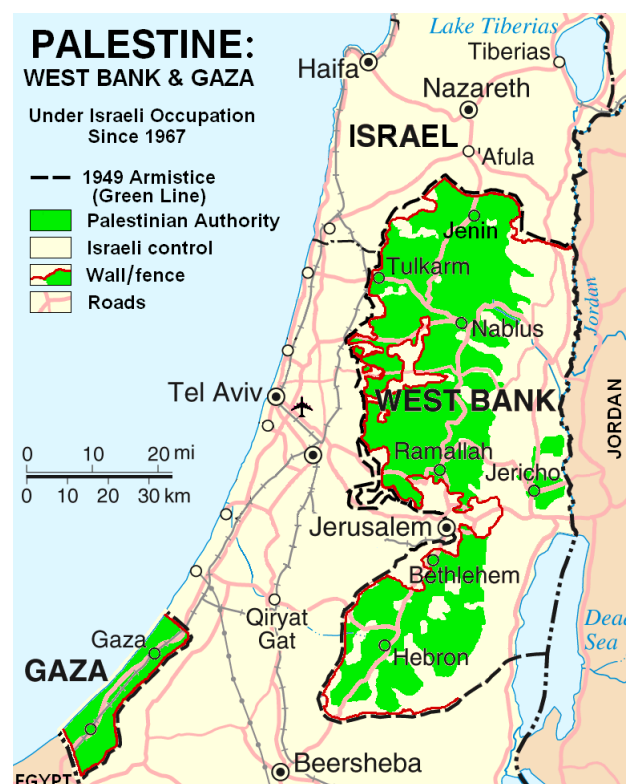 PALESTINE:
WEST BANK & GAZA
Under Israeli Occupation
Since 1967
1949 Armistice
(Green Line)
Palestinian Authority
Israeli control
Wall/fence
Roads
Lake Tiberias
Tiberias
Haifa
Nazareth
ISRAEL
'Afula
Jenin
Tulkarm
Nablus
Jordan
Tel Aviv
WEST BANK
JORDAN
0 10 20 mi
0 10 20 30 km
Ramallah
Jericho
Jerusalem
Bethlehem
Qiryat
Gat
Gaza
GAZA
Hebron
Dead
Sea
Beersheba
EGYPT